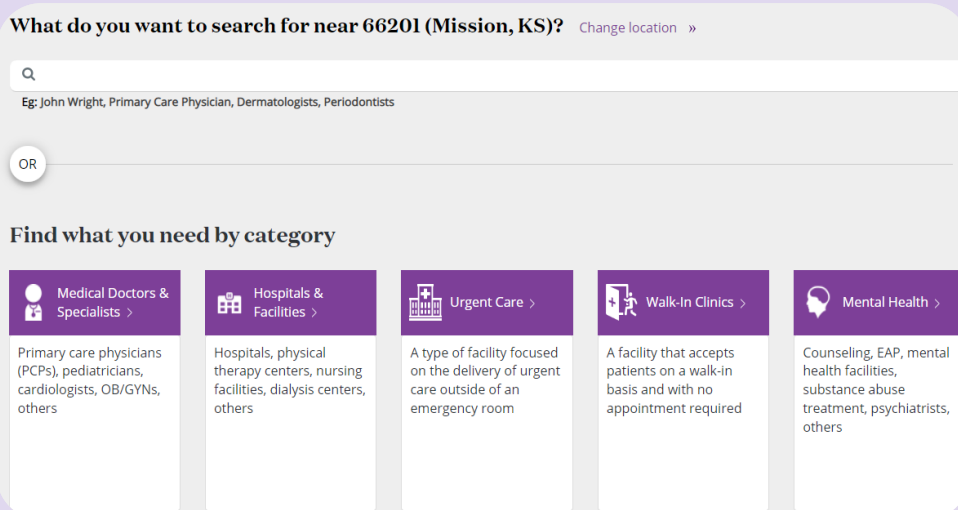 What do you want to search for near 66201 (Mission, KS)? Change location »
Eg: John Wright, Primary Care Physician, Dermatologists, Periodontists
OR
Find what you need by category
Medical Doctors &
Specialists >
Primary care physicians
(PCPs), pediatricians,
cardiologists, OB/GYNs,
others
Hospitals &
Facilities >
Hospitals, physical
therapy centers, nursing
facilities, dialysis centers,
others
Urgent Care >
A type of facility focused
on the delivery of urgent
care outside of an
emergency room
Walk-In Clinics >
A facility that accepts
patients on a walk-in
basis and with no
appointment required
Mental Health >
Counseling, EAP, mental
health facilities,
substance abuse
treatment, psychiatrists,
others